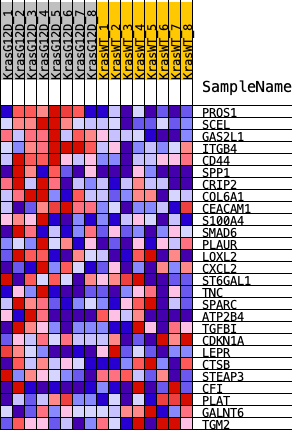 KrasG12D_1
KrasG12D_2
KrasG12D_3
KrasG12D_4
KrasG12D_5
KrasG12D_6
KrasG12D_7
KrasG12D_8
KrasWT_1
KrasWT_2
KrasWT_3
KrasWT_4
KrasWT_5
KrasWT_6
KrasWT_7
KrasWT_8
SampleName
PROS1
SCEL
GAS2L1
ITGB4
CD44
SPP1
CRIP2
COL6A1
CEACAM1
S100A4
SMAD6
PLAUR
LOXL2
CXCL2
ST6GAL1
TNC
SPARC
ATP2B4
TGFBI
CDKN1A
LEPR
CTSB
STEAP3
CFI
PLAT
GALNT6
TGM2